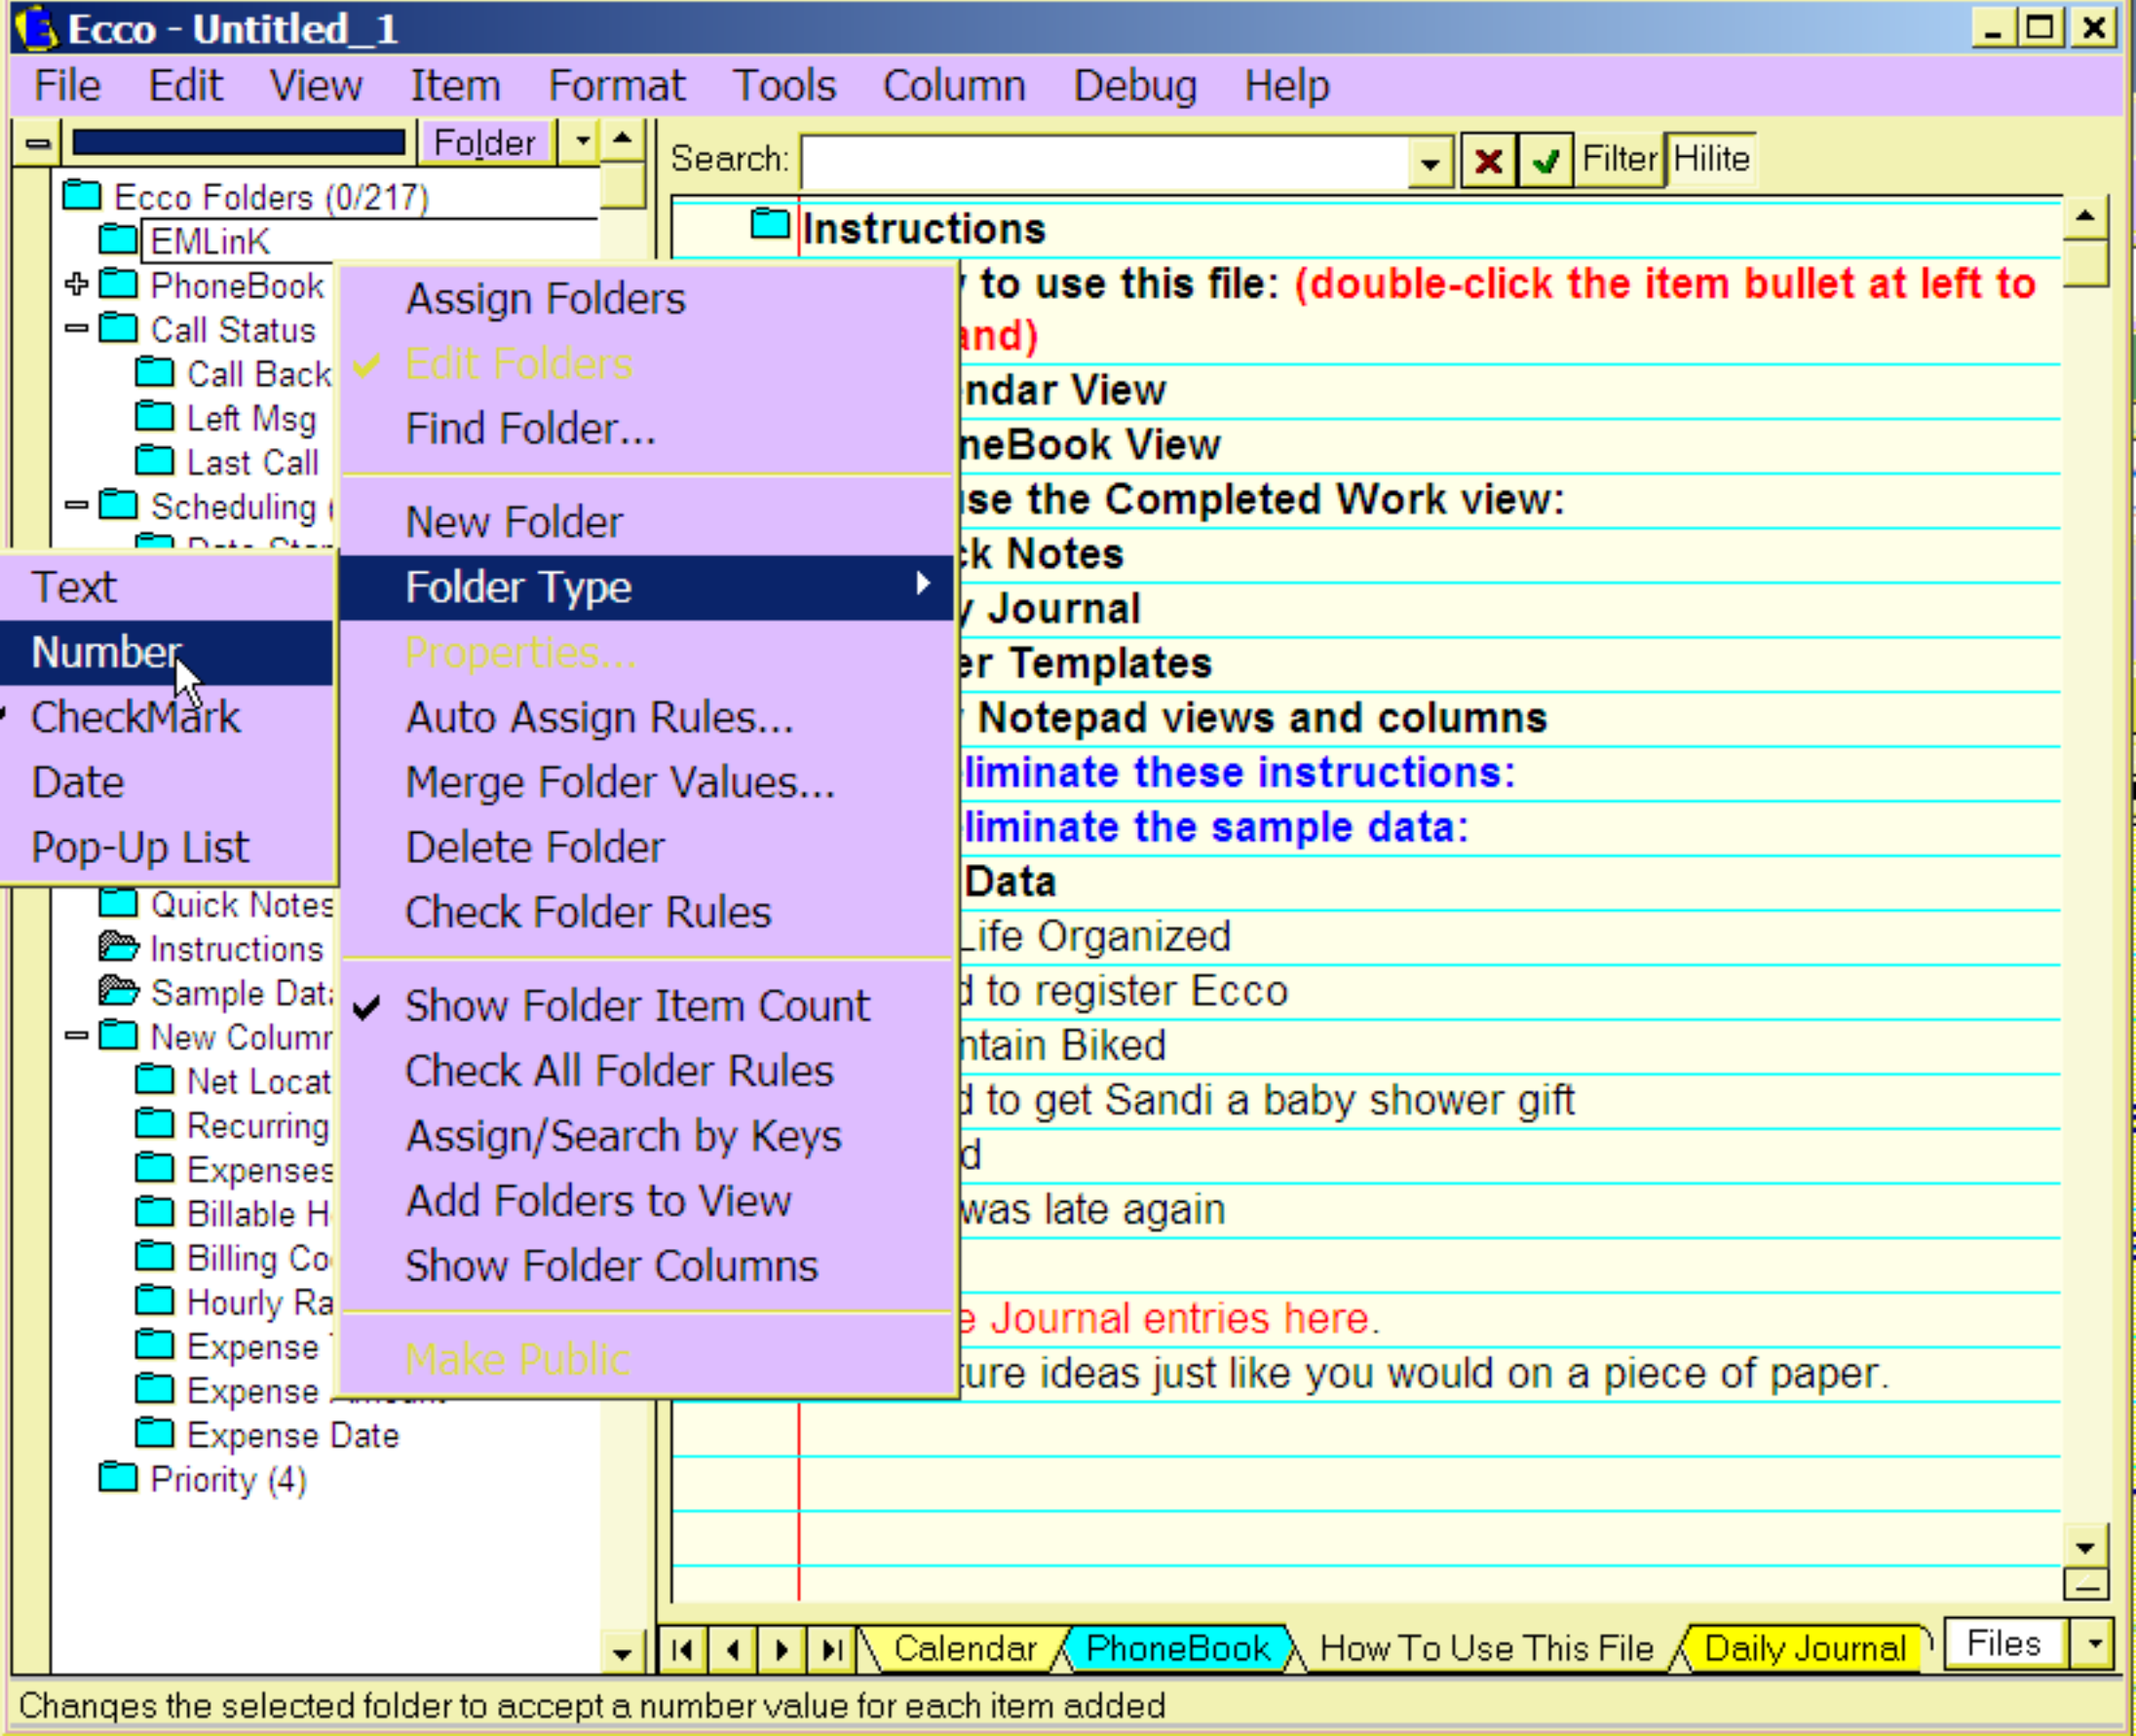 Ecco - Untitled_1
File Edit View Item Format Tools Column Debug Help
Folder
Search:
Filter Hilite
Ecco Folders (0/217)
EMLinK
PhoneBook
Call Status
Call Back
Left Msg
Last Call
Scheduling
Quick Notes
Instructions
Sample Data
New Column
Net Locat
Recurring
Expenses
Billable H
Billing Co
Hourly Ra
Expense
Expense Amount
Expense Date
Priority (4)
Text
Number
CheckMark
Date
Pop-Up List
Assign Folders
Edit Folders
Find Folder...
New Folder
Folder Type
Properties...
Auto Assign Rules...
Merge Folder Values...
Delete Folder
Check Folder Rules
Show Folder Item Count
Check All Folder Rules
Assign/Search by Keys
Add Folders to View
Show Folder Columns
Make Public
Instructions
to use this file: (double-click the item bullet at left to
and)
ndar View
neBook View
use the Completed Work view:
ck Notes
y Journal
er Templates
Notepad views and columns
liminate these instructions:
liminate the sample data:
Data
Life Organized
d to register Ecco
ntain Biked
d to get Sandi a baby shower gift
d
was late again
e Journal entries here.
ture ideas just like you would on a piece of paper.
Calendar PhoneBook How To Use This File Daily Journal Files
Changes the selected folder to accept a number value for each item added